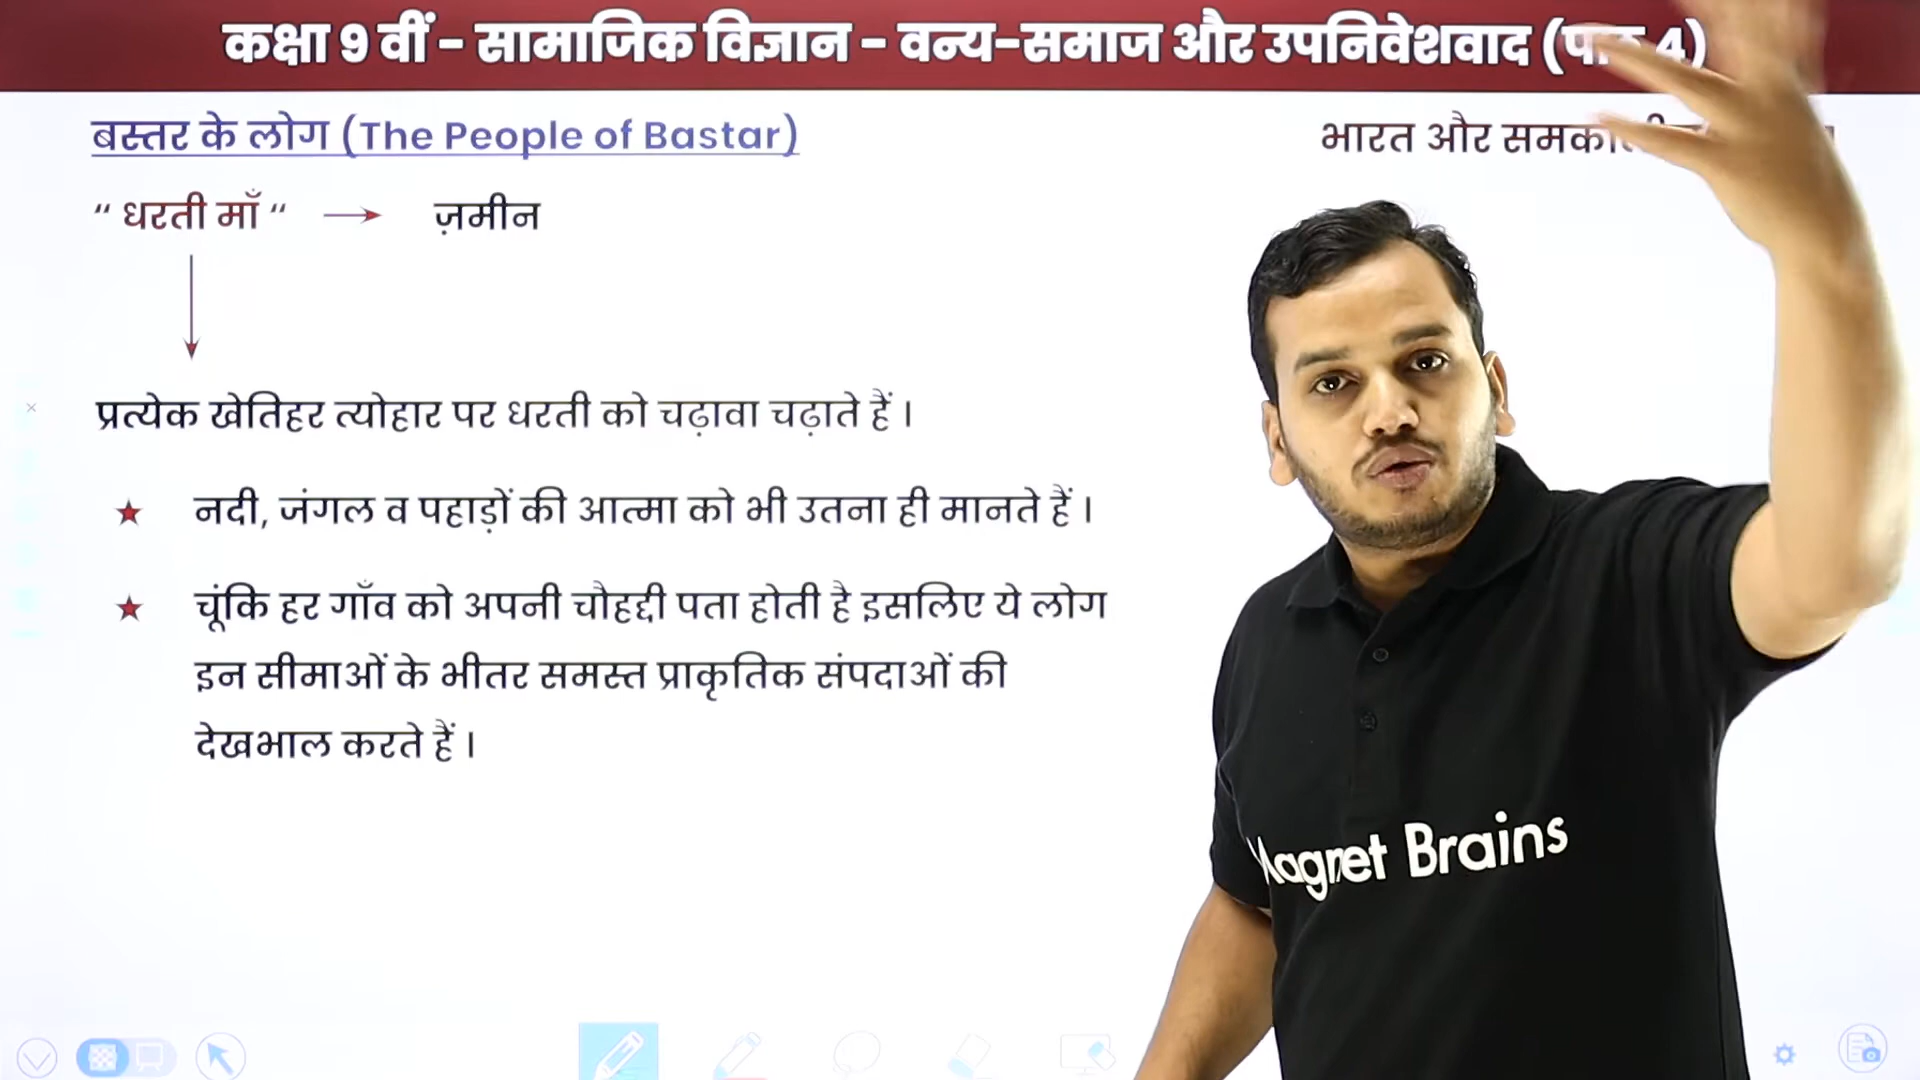 कक्षा 9 वीं - सामाजिक विज्ञान - वन्य-समाज और उपनिवेशवाद ( 4)
बस्तर के लोग (The People of Bastar)
भारत और
“ धरती माँ “ → ज़मीन
प्रत्येक खेतिहर त्योहार पर धरती को चढ़ावा चढ़ाते हैं ।
★ नदी, जंगल व पहाड़ों की आत्मा को भी उतना ही मानते हैं ।
★ चूंकि हर गाँव को अपनी चौहद्दी पता होती है इसलिए ये लोग
इन सीमाओं के भीतर समस्त प्राकृतिक संपदाओं की
देखभाल करते हैं ।
Magnet Brains